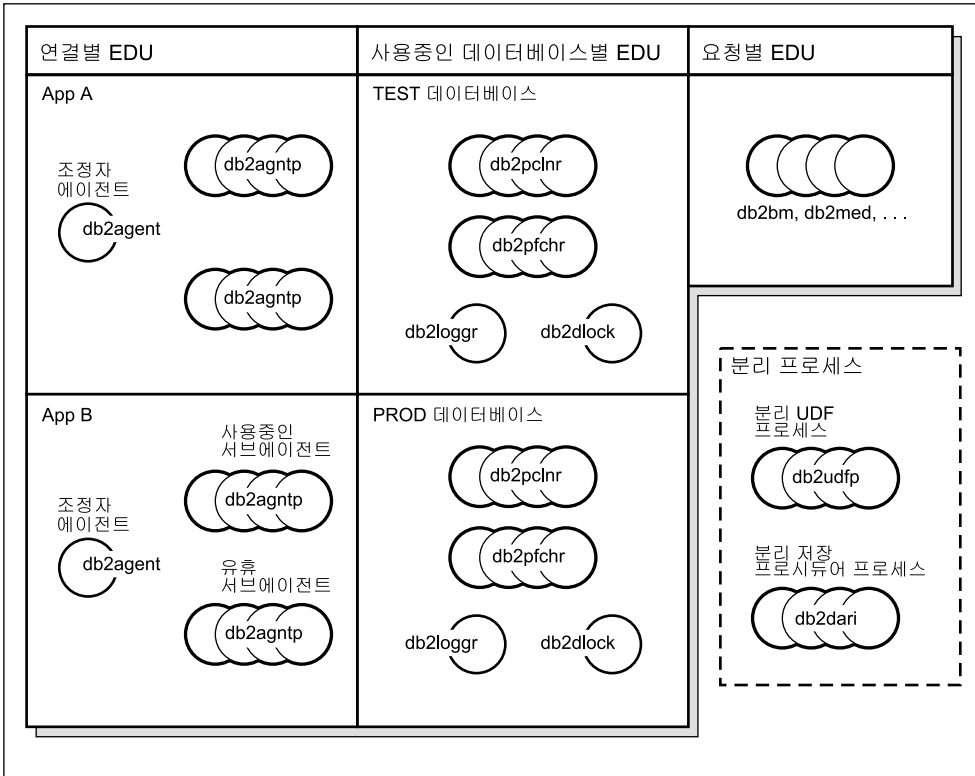 연결별 EDU
사용중인 데이터베이스별 EDU
요청별 EDU
App A
조정자
에이전트
db2agent
db2agntp
db2agntp
TEST 데이터베이스
db2pclnr
db2pfchr
db2loggr
db2dlock
db2bm, db2med, . . .
App B
조정자
에이전트
db2agent
사용중인
서브에이전트
db2agntp
유휴
서브에이전트
db2agntp
PROD 데이터베이스
db2pclnr
db2pfchr
db2loggr
db2dlock
분리 프로세스
분리 UDF
프로세스
db2udfp
분리 저장
프로시듀어 프로세스
db2dari